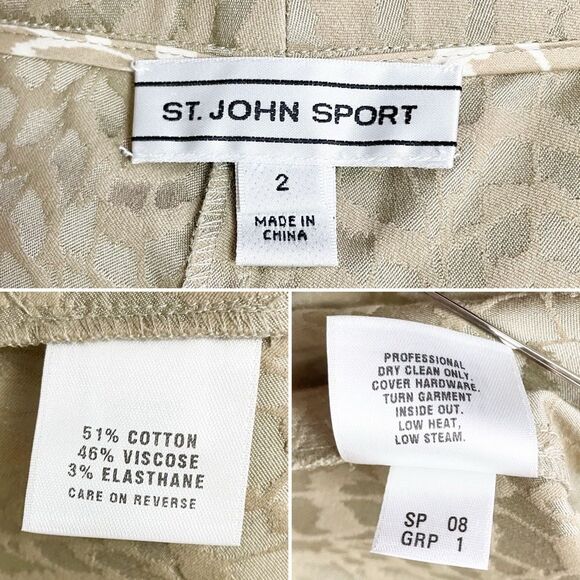 ST. JOHN SPORT
2
MADE IN
CHINA
51% COTTON
46% VISCOSE
3% ELASTHANE
CARE ON REVERSE
PROFESSIONAL
DRY CLEAN ONLY.
COVER HARDWARE.
TURN GARMENT
INSIDE OUT.
LOW HEAT,
LOW STEAM.
SP 08
GRP 1